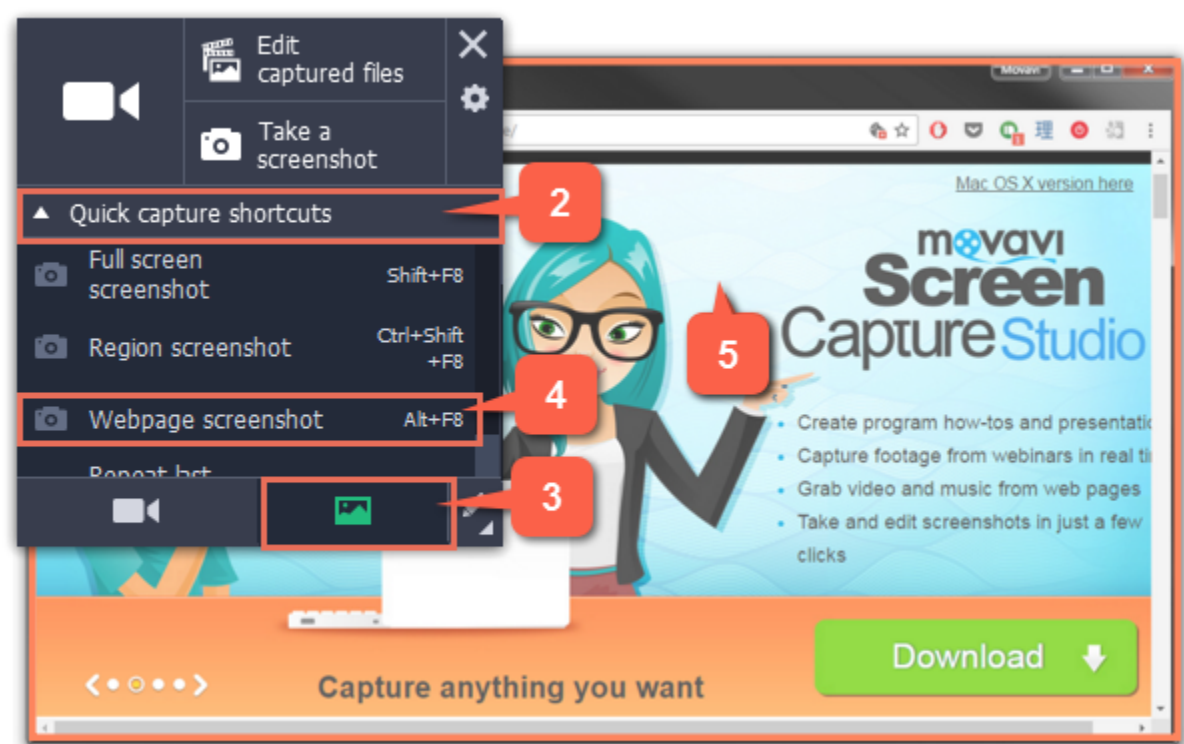 Edit
captured files
Take a
screenshot
Quick capture shortcuts
2
Full screen
screenshot
Shift+F8
Region screenshot
Ctrl+Shift
+F8
4
Webpage screenshot
Alt+F8
Repeat last
3
Movavi
e/
理
Mac OS X version here
movavi
Screen
Capture Studio
5
Create program how-tos and presentatio
Capture footage from webinars in real ti
Grab video and music from web pages
Take and edit screenshots in just a few
clicks
Download
Capture anything you want